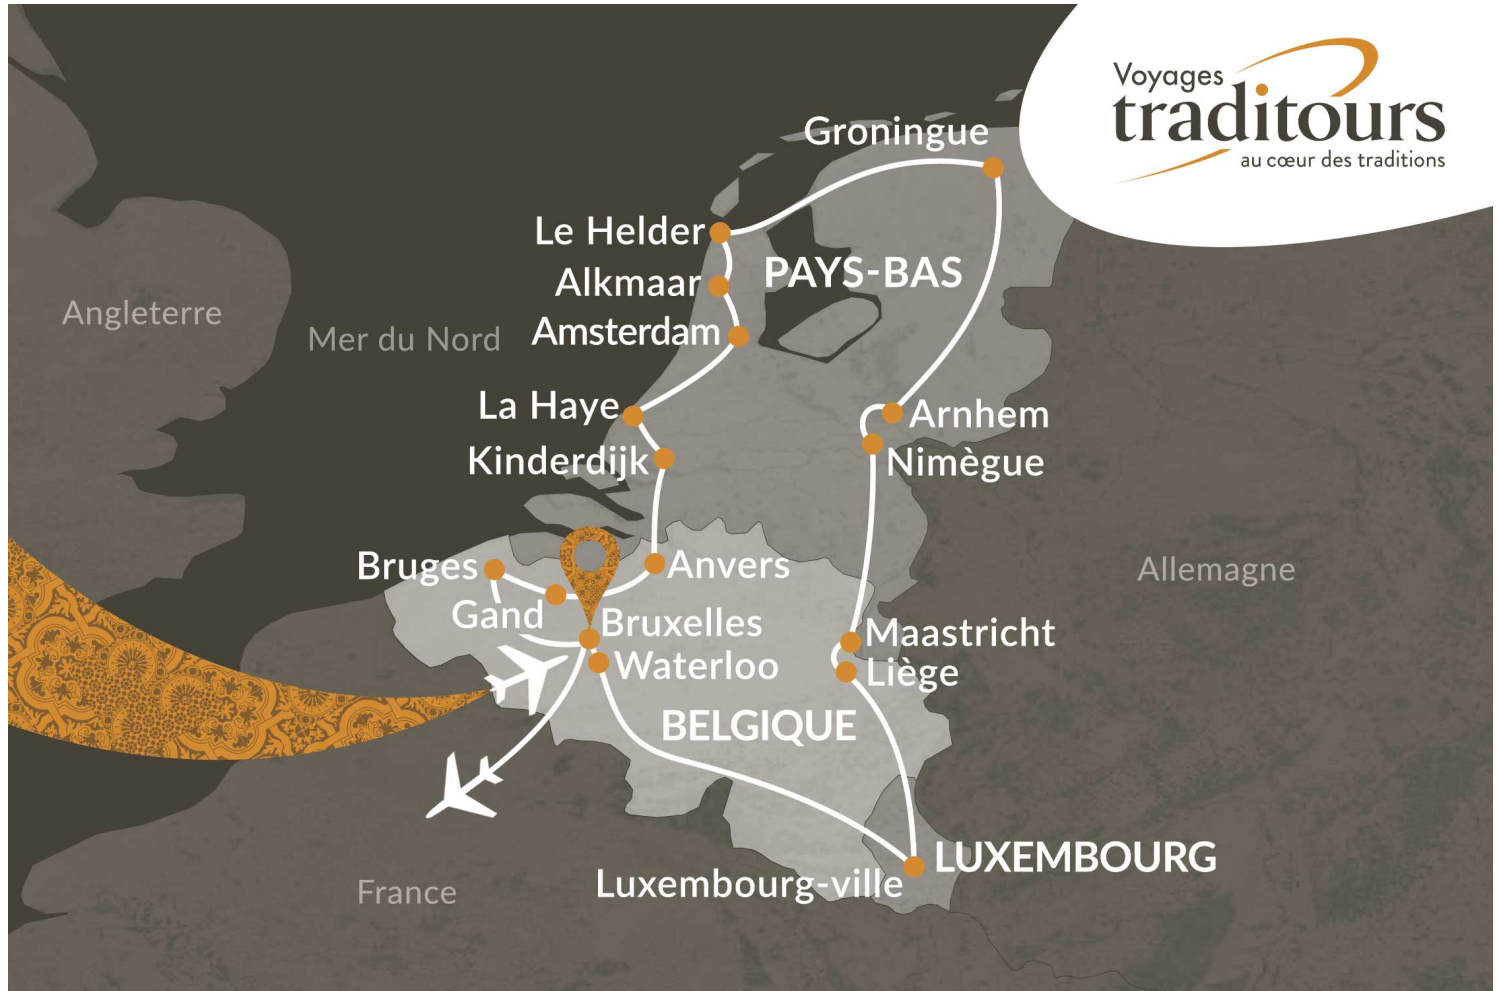 Voyages
traditours
au cœur des traditions
Groningue
Le Helder
PAYS-BAS
Alkmaar
Angleterre
Mer du Nord
Amsterdam
La Haye
Arnhem
Kinderdijk
Nimègue
Bruges
Anvers
Allemagne
Gand
Bruxelles
Maastricht
Waterloo
Liège
BELGIQUE
LUXEMBOURG
Luxembourg-ville
France